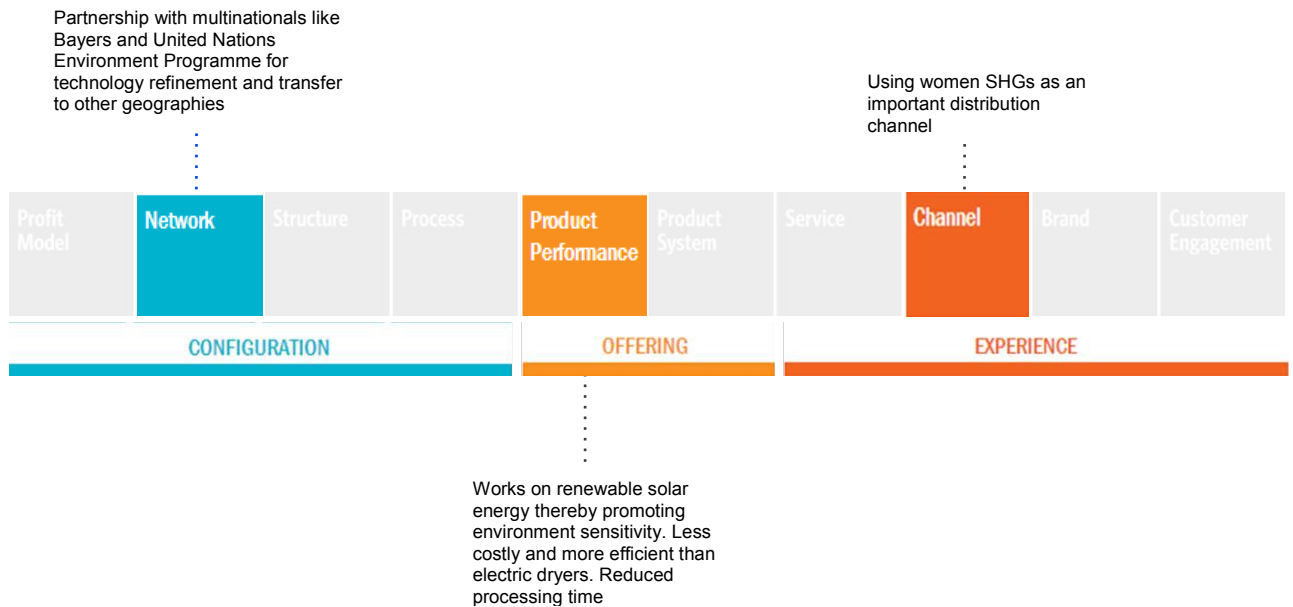 Partnership with multinationals like
Bayers and United Nations
Environment Programme for
technology refinement and transfer
to other geographies
Using women SHGs as an
important distribution
channel
Profit
Model
Network
Structure
Process
Product
Performance
Product
System
Service
Channel
Brand
Customer
Engagement
CONFIGURATION
OFFERING
EXPERIENCE
Works on renewable solar
energy thereby promoting
environment sensitivity. Less
costly and more efficient than
electric dryers. Reduced
processing time